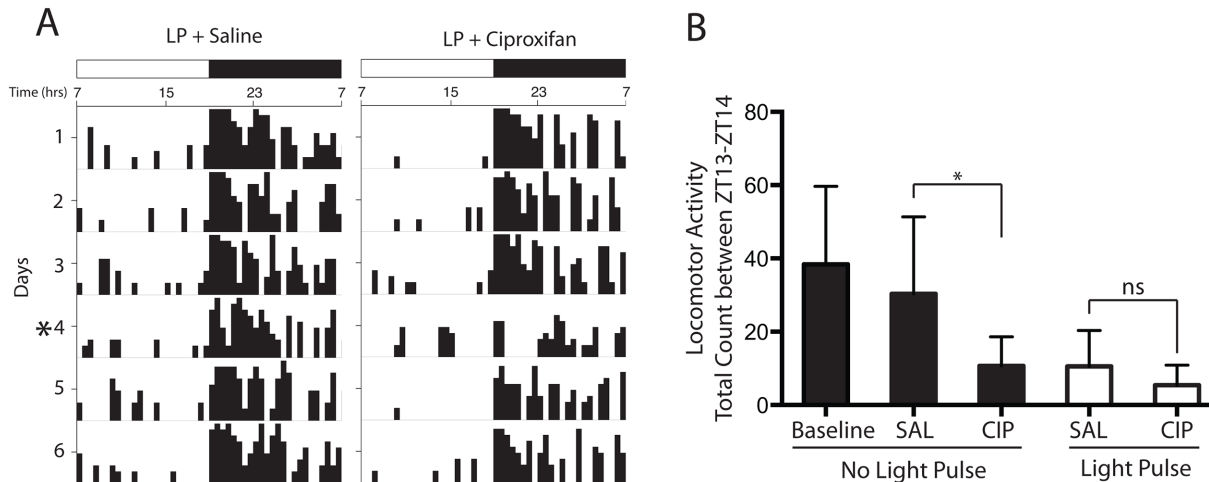 A
LP + Saline
LP + Ciproxifan
Time (hrs)
7 15 23 7
7 15 23 7
Days
1
2
3
*4
5
6
B
Locomotor Activity
Total Count between ZT13-ZT14
80
60
40
20
0
*
ns
Baseline SAL CIP SAL CIP
No Light Pulse Light Pulse